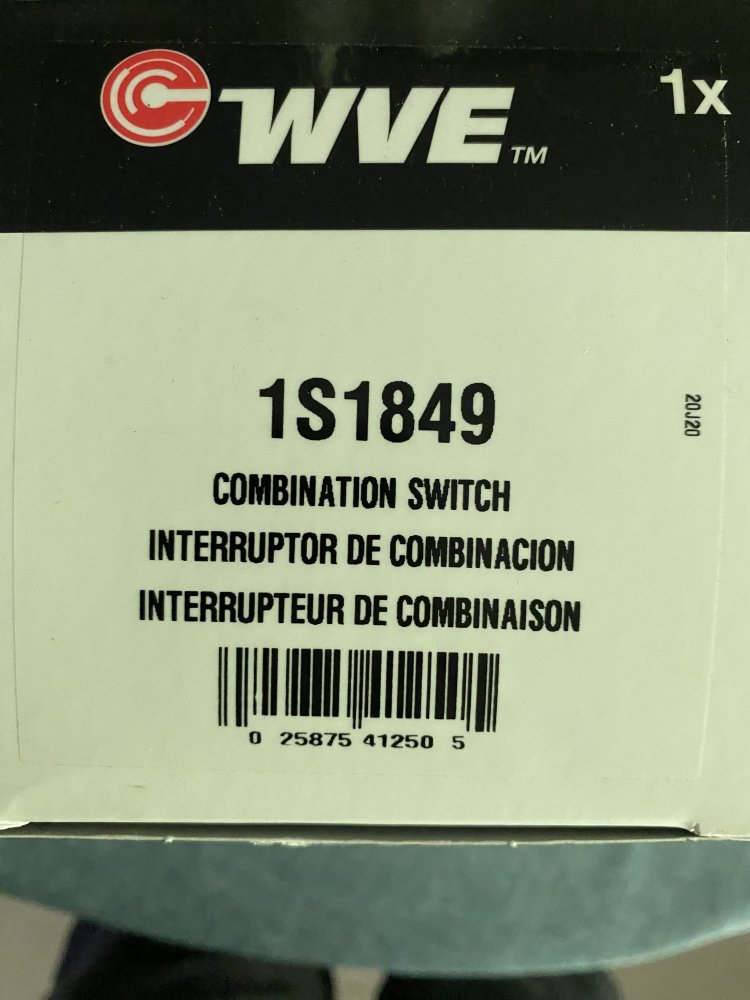 WVE™
1x
1S1849
20J20
COMBINATION SWITCH
INTERRUPTOR DE COMBINACION
INTERRUPTEUR DE COMBINAISON
0 25875 41250 5